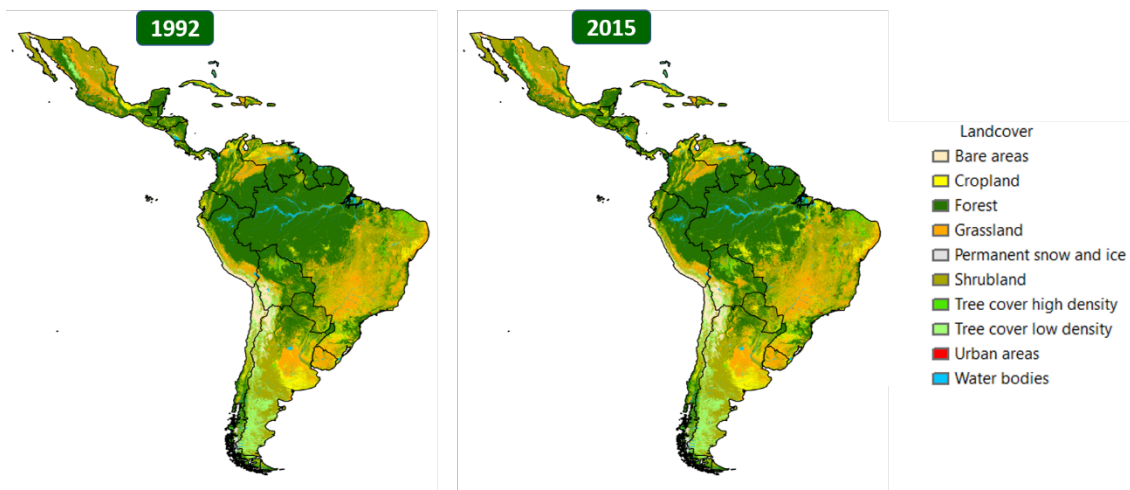 1992
2015
Landcover
Bare areas
Cropland
Forest
Grassland
Permanent snow and ice
Shrubland
Tree cover high density
Tree cover low density
Urban areas
Water bodies